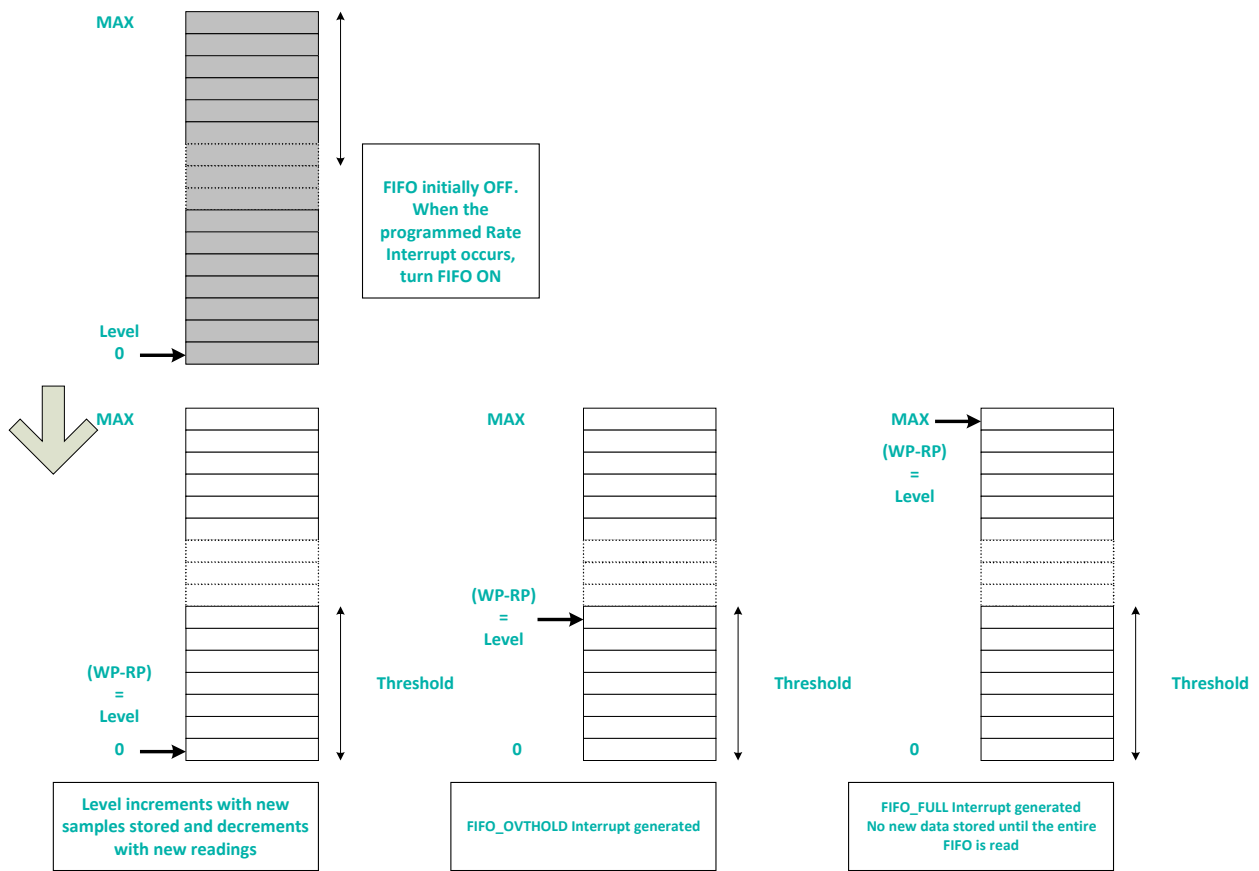 MAX
FIFO initially OFF.
When the
programmed Rate
Interrupt occurs,
turn FIFO ON
Level
0
MAX
(WP-RP)
=
Level
0
Threshold
Level increments with new
samples stored and decrements
with new readings
MAX
(WP-RP)
=
Level
0
Threshold
FIFO_OVTHOLD Interrupt generated
MAX
(WP-RP)
=
Level
0
Threshold
FIFO_FULL Interrupt generated
No new data stored until the entire
FIFO is read